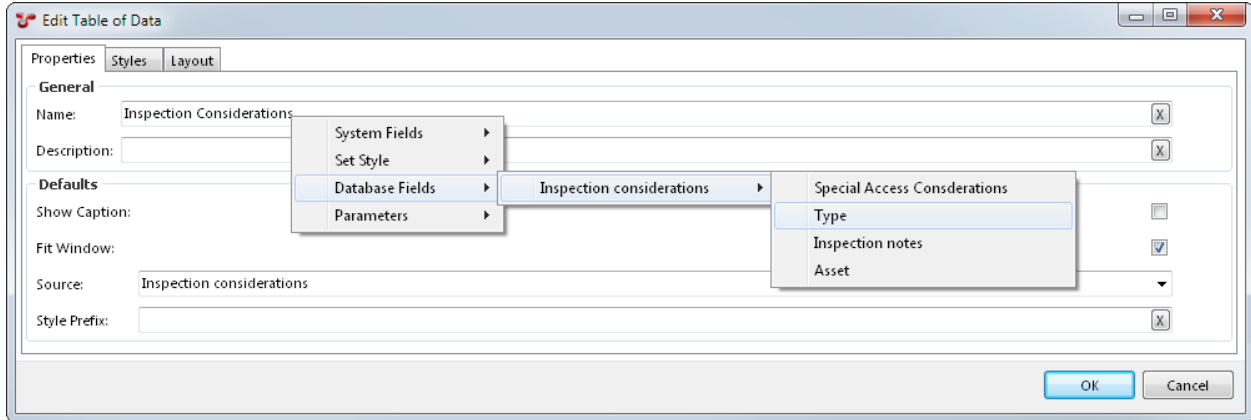 Edit Table of Data
Properties Styles Layout
General
Name: Inspection Considerations X
System Fields
Description: X
Set Style
Defaults
Database Fields Inspection considerations Special Access Consderations
Show Caption:
Parameters Type
Fit Window: Inspection notes
Asset
Source: Inspection considerations
Style Prefix: X
OK Cancel